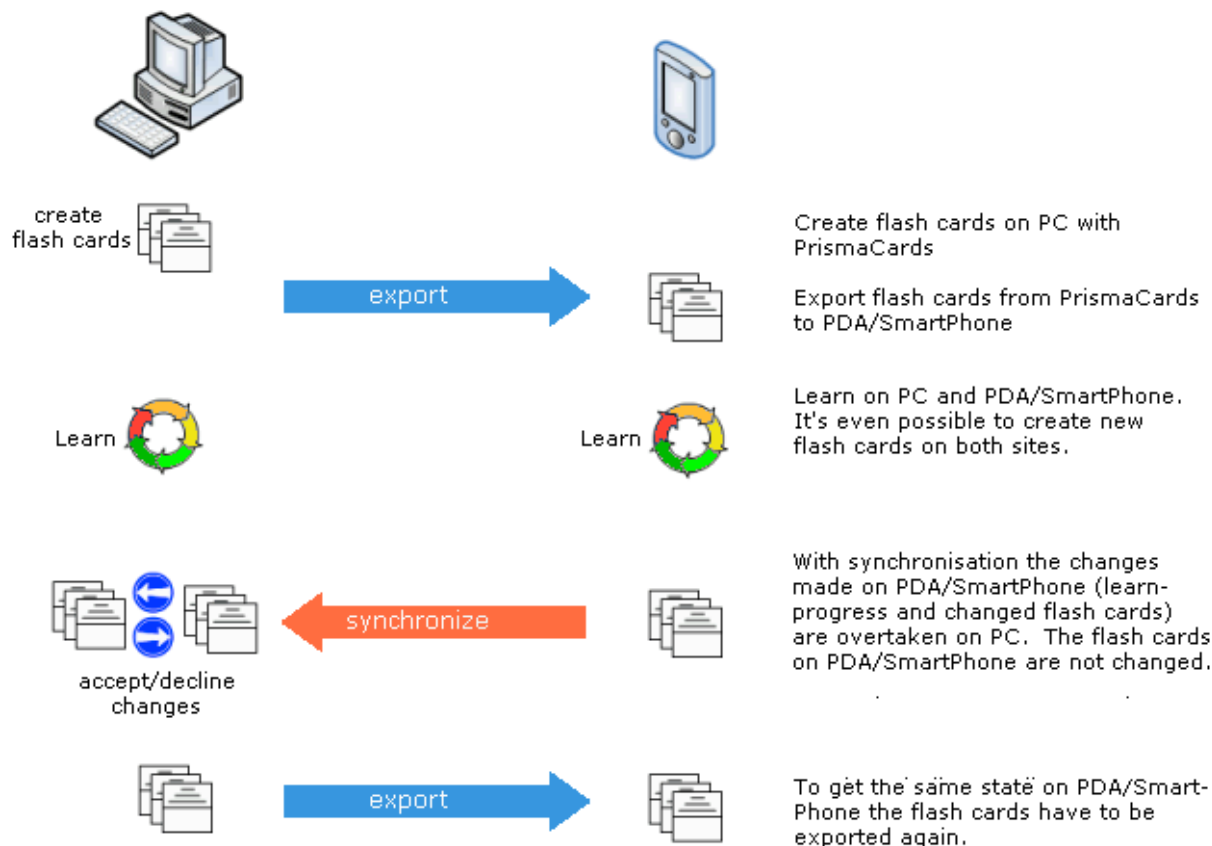 create
flash cards
Create flash cards on PC with
PrismaCards
export
Export flash cards from PrismaCards
to PDA/SmartPhone
Learn
Learn
Learn on PC and PDA/SmartPhone.
It's even possible to create new
flash cards on both sites.
synchronize
accept/decline
changes
With synchronisation the changes
made on PDA/SmartPhone (learn-
progress and changed flash cards)
are overtaken on PC.  The flash cards
on PDA/SmartPhone are not changed.
export
To get the same state on PDA/Smart-
Phone the flash cards have to be
exported again.